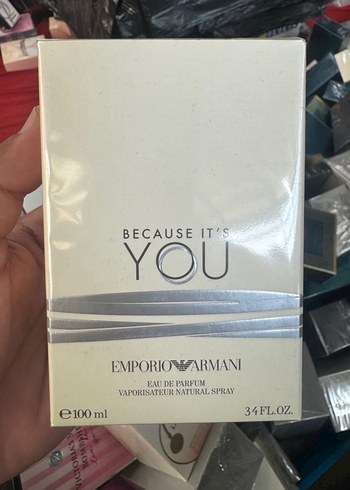 BECAUSE IT'S
YOU
EMPORIO ARMANI
EAU DE PARFUM
VAPORISATEUR NATURAL SPRAY
℮100 ml 3.4 FL.OZ.